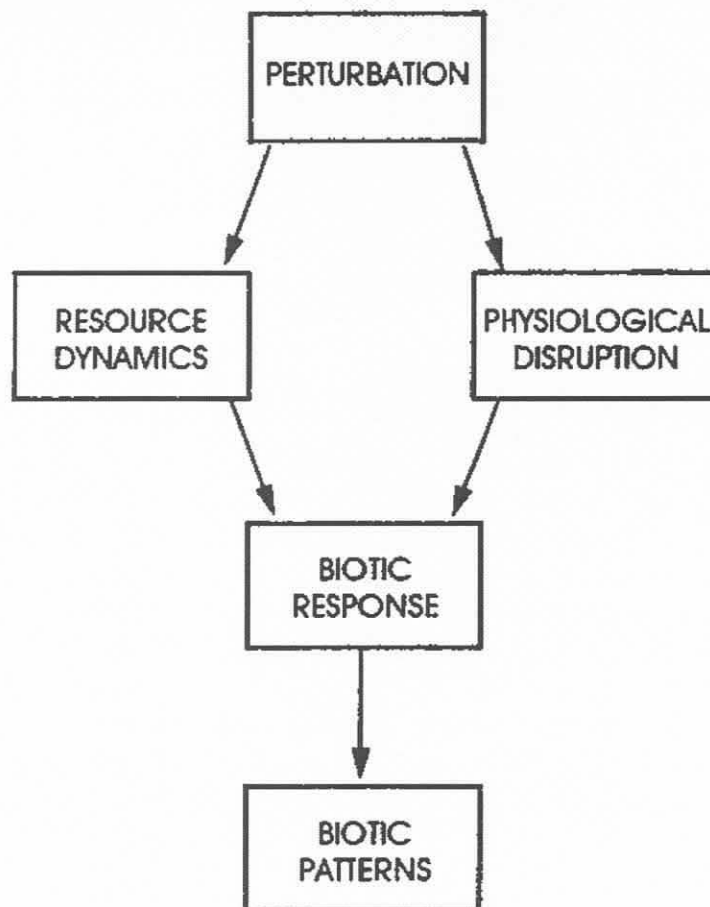 PERTURBATION
RESOURCE
DYNAMICS
PHYSIOLOGICAL
DISRUPTION
BIOTIC
RESPONSE
BIOTIC
PATTERNS